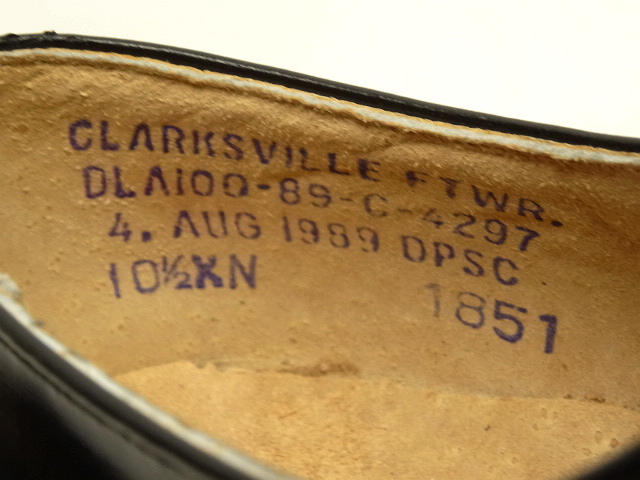 CLARKSVILLE FTWR.
DLA100-89-C-4297
4. AUG 1989 DPSC
10½XN 1851